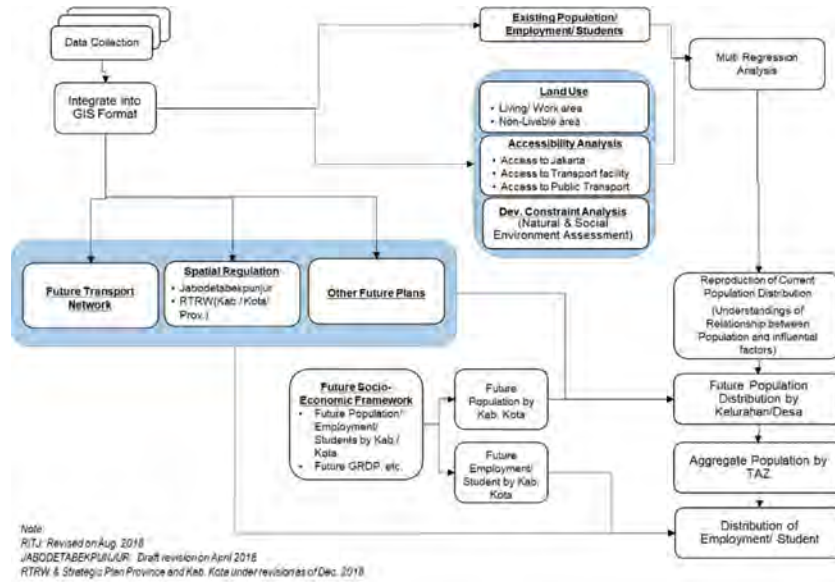 Data Collection
Integrate into
GIS Format
Existing Population/
Employment/ Students
Multi Regression
Analysis
Land Use
• Living/ Work area
• Non-Livable area
Accessibility Analysis
• Access to Jakarta
• Access to Transport facility
• Access to Public Transport
Dev. Constraint Analysis
(Natural & Social
Environment Assessment)
Future Transport
Network
Spatial Regulation
• Jabodetabekpunjur
• RTRW(Kab./ Kota/
Prov.)
Other Future Plans
Reproduction of Current
Population Distribution
(Understandings of
Relationship between
Population and influential
factors)
Future Socio-
Economic Framework
• Future Population/
Employment/
Students by Kab./
Kota
• Future GRDP, etc.
Future
Population by
Kab. Kota
Future
Employment/
Student by Kab.
Kota
Future Population
Distribution by
Kelurahan/Desa
Aggregate Population by
TAZ
Distribution of
Employment/ Student
Note:
RITJ: Revised on Aug. 2018
JABODETABEKPUNJUR: Draft revision on April 2018
RTRW & Strategic Plan Province and Kab. Kota under revision as of Dec. 2018